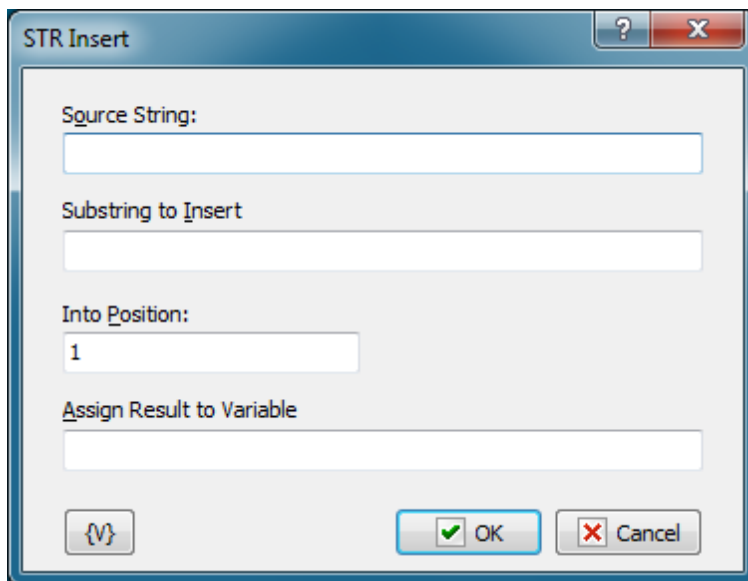 STR Insert
?
X
Source String:
Substring to Insert
Into Position:
1
Assign Result to Variable
{V}
OK
Cancel